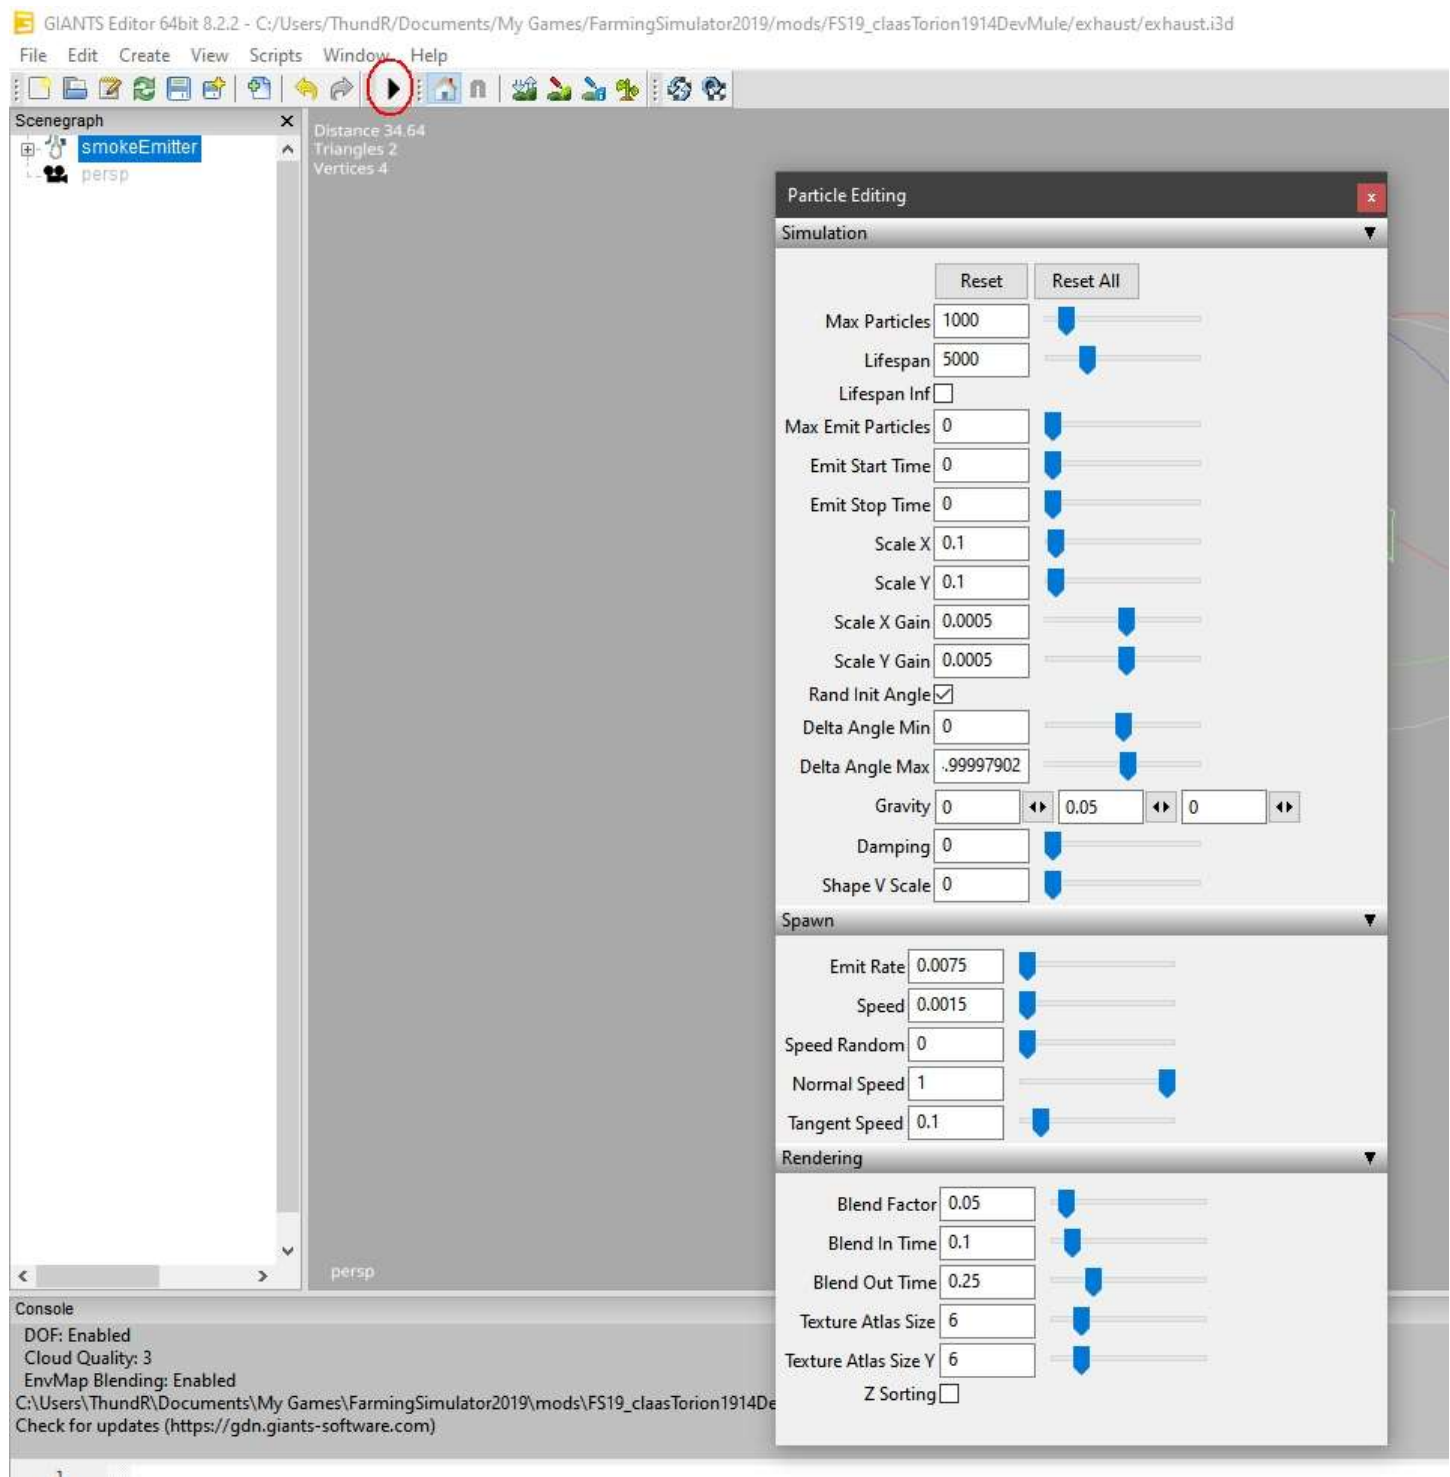 GIANTS Editor 64bit 8.2.2 - C:/Users/ThundR/Documents/My Games/FarmingSimulator2019/mods/FS19_claasTorion1914DevMule/exhaust/exhaust.i3d
File Edit Create View Scripts Window Help
Scenegraph
smokeEmitter
persp
Distance 34.64
Triangles 2
Vertices 4
persp
Particle Editing
Simulation
Reset Reset All
Max Particles 1000
Lifespan 5000
Lifespan Inf
Max Emit Particles 0
Emit Start Time 0
Emit Stop Time 0
Scale X 0.1
Scale Y 0.1
Scale X Gain 0.0005
Scale Y Gain 0.0005
Rand Init Angle
Delta Angle Min 0
Delta Angle Max .99997902
Gravity 0 0.05 0
Damping 0
Shape V Scale 0
Spawn
Emit Rate 0.0075
Speed 0.0015
Speed Random 0
Normal Speed 1
Tangent Speed 0.1
Rendering
Blend Factor 0.05
Blend In Time 0.1
Blend Out Time 0.25
Texture Atlas Size 6
Texture Atlas Size Y 6
Z Sorting
Console
DOF: Enabled
Cloud Quality: 3
EnvMap Blending: Enabled
C:\Users\ThundR\Documents\My Games\FarmingSimulator2019\mods\FS19_claasTorion1914De
Check for updates (https://gdn.giants-software.com)
1